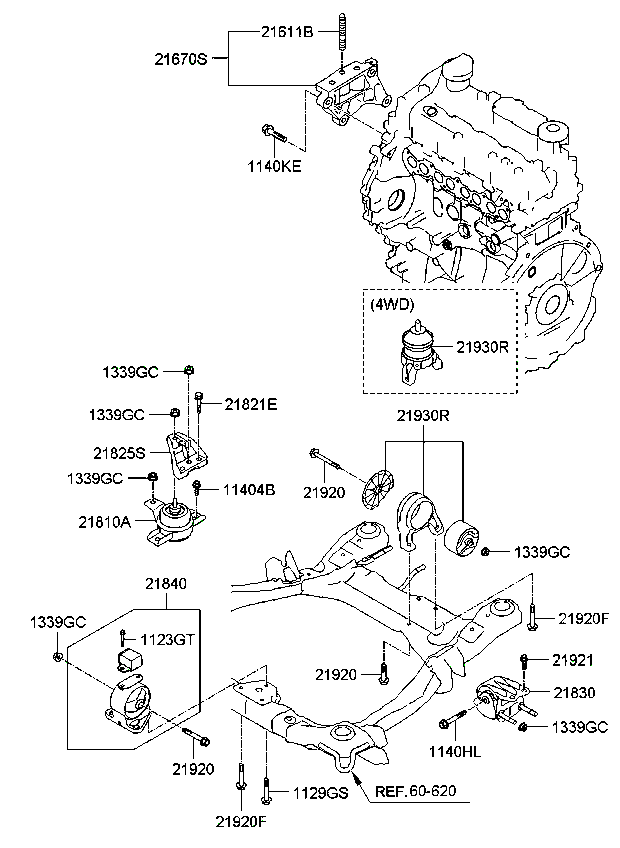 21611B
21670S
1140KE
(4WD)
21930R
1339GC
21821E
1339GC
21930R
21825S
1339GC
11404B
21920
21810A
1339GC
21840
1339GC
21920F
1123GT
21920
21921
21830
1339GC
1140HL
21920
1129GS
REF.60-620
21920F